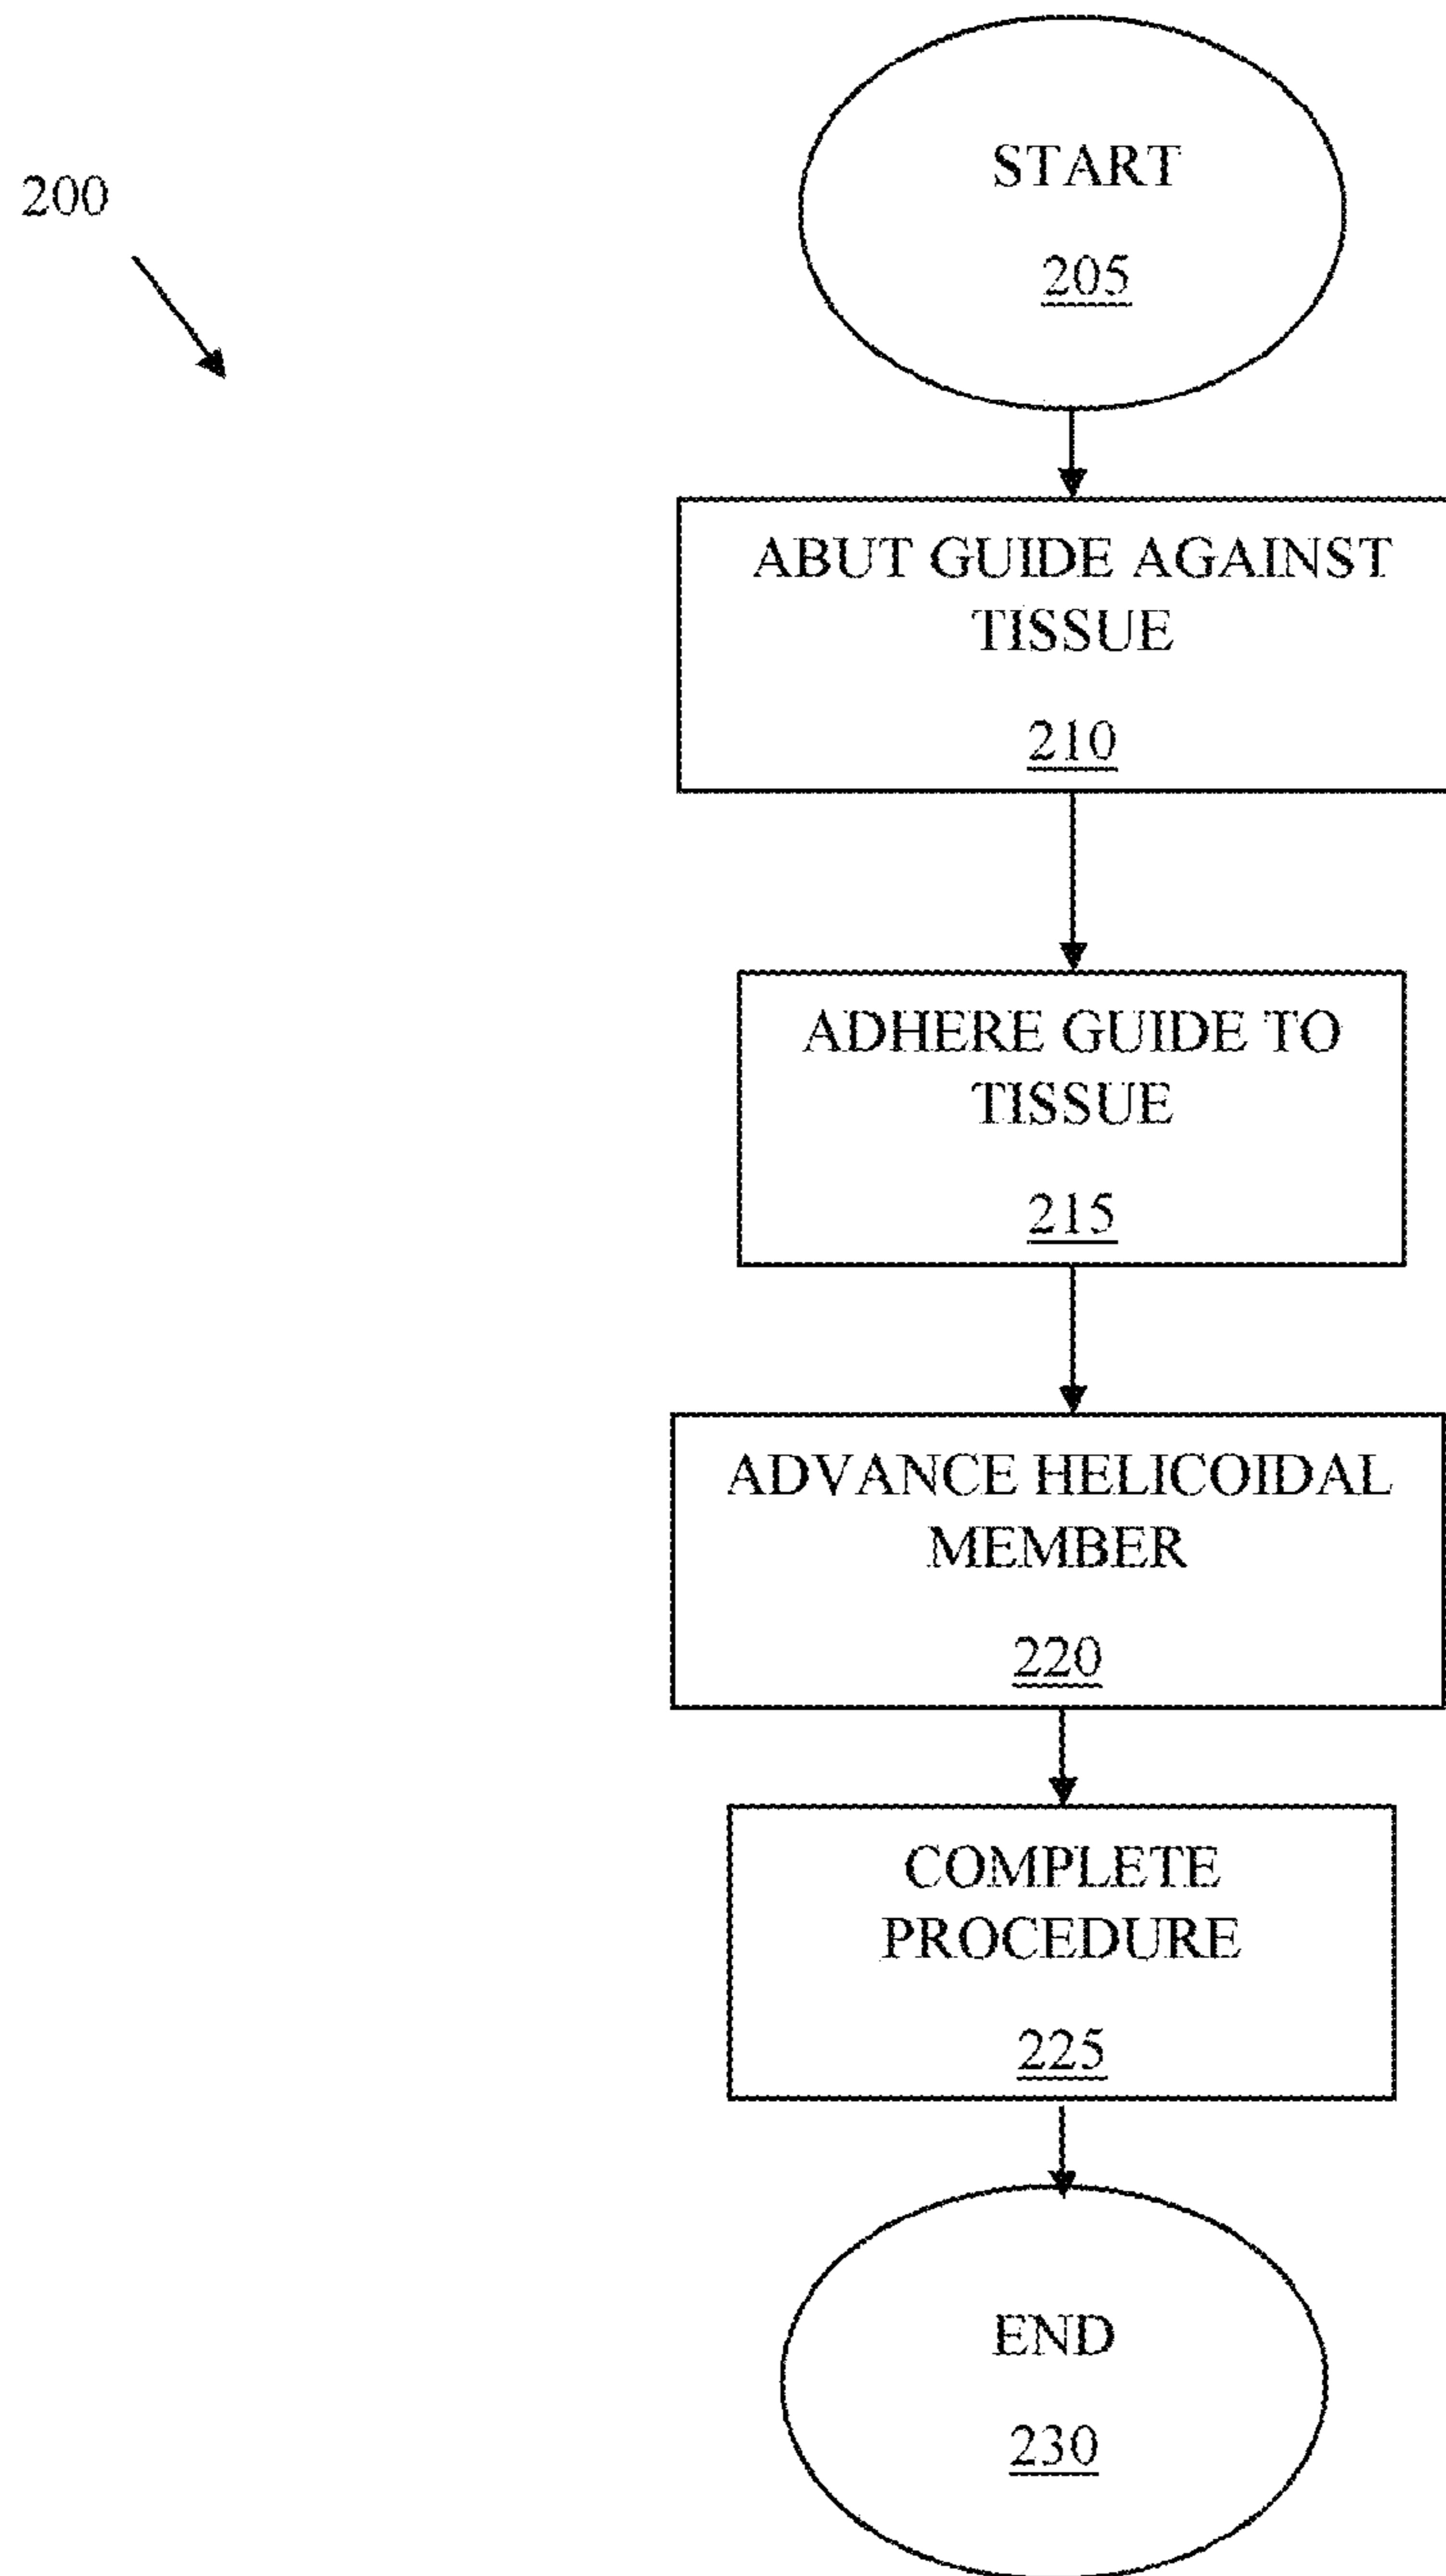 200
START
205
ABUT GUIDE AGAINST
TISSUE
210
ADHERE GUIDE TO
TISSUE
215
ADVANCE HELICOIDAL
MEMBER
220
COMPLETE
PROCEDURE
225
END
230